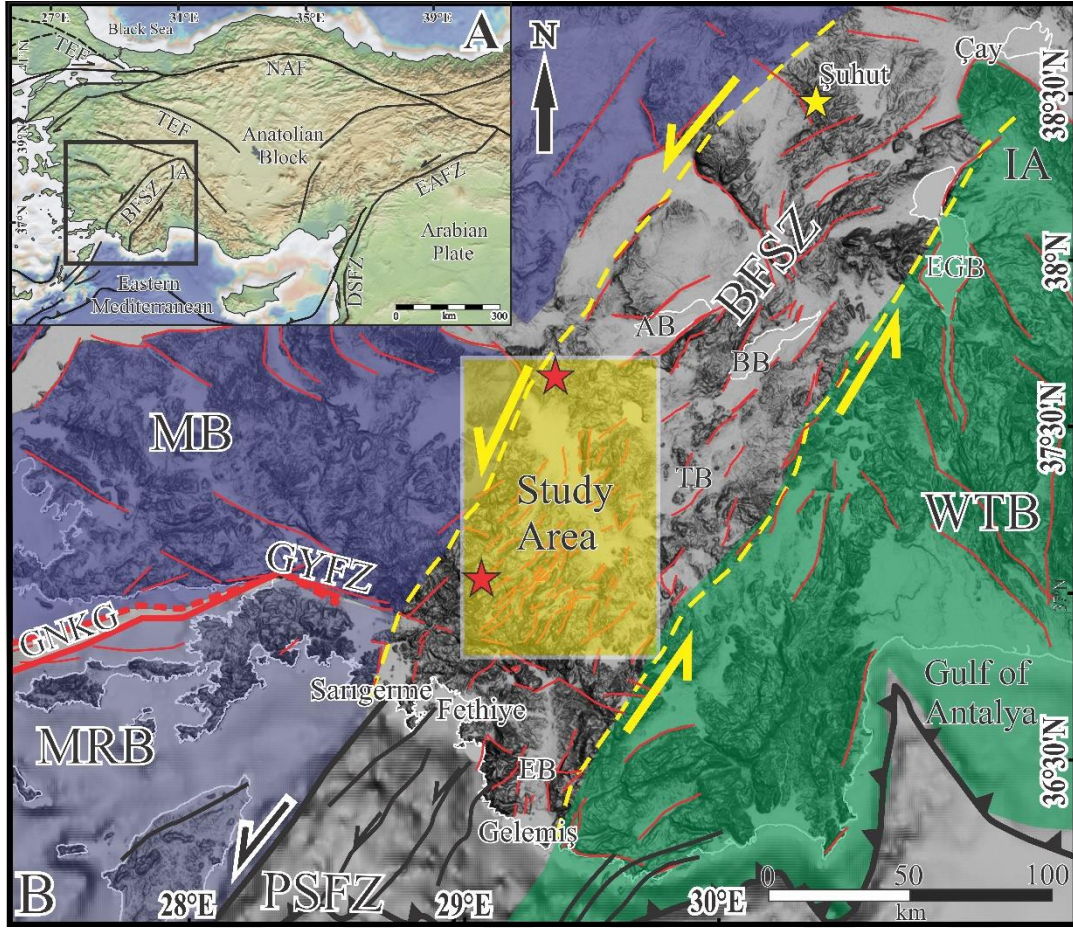 27°E
31°E
35°E
39°E
Black Sea
A
41°N
TEF
NAF
39°N
TEF
Anatolian
Block
IA
BFSZ
EAFZ
37°N
Arabian
Plate
DSFZ
Eastern
Mediterranean
0
300
N
Çay
Şuhut
38°30'N
IA
BFSZ
EGB
38°N
AB
BB
MB
37°30'N
Study
Area
TB
WTB
GYFZ
GNKG
Sarıgerme
Fethiye
Gulf of
Antalya
MRB
EB
36°30'N
Gelemiş
B
28°E
PSFZ
29°E
30°E
0
50
100
km